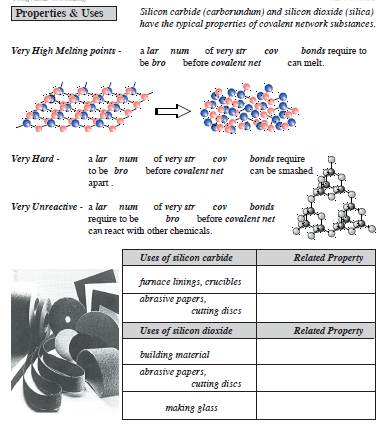 Properties & Uses
Silicon carbide (carborundum) and silicon dioxide (silica)
have the typical properties of covalent network substances.
Very High Melting points - a lar num of very str cov bonds require to
be bro before covalent net can melt.
Very Hard - a lar num of very str cov bonds require
to be bro before covalent net can be smashed
apart .
Very Unreactive - a lar num of very str cov bonds
require to be bro before covalent net
can react with other chemicals.
Uses of silicon carbide Related Property
furnace linings, crucibles
abrasive papers,
cutting discs
Uses of silicon dioxide Related Property
building material
abrasive papers,
cutting discs
making glass